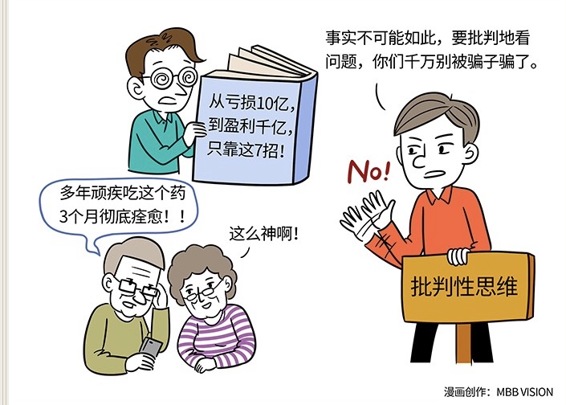 从亏损10亿，
到盈利千亿，
只靠这7招！
事实不可能如此，要批判地看
问题，你们千万别被骗子骗了。
No!
多年顽疾吃这个药
3个月彻底痊愈！！
这么神啊！
批判性思维
漫画创作：MBB VISION